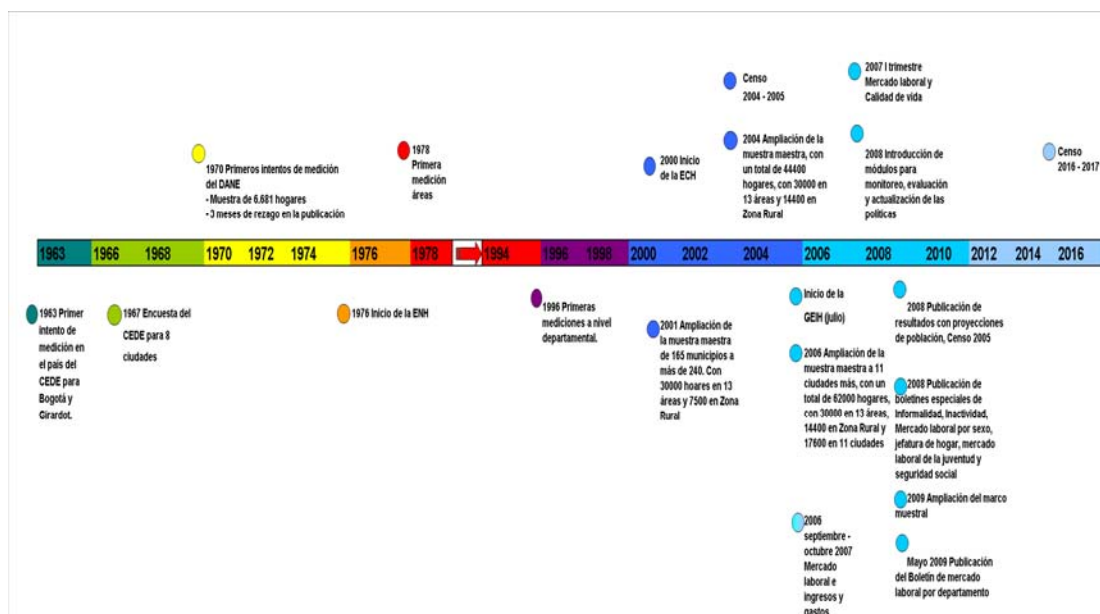 2007 I trimestre
Mercado laboral y
Calidad de vida
Censo
2004 - 2005
1970 Primeros intentos de medición
del DANE
- Muestra de 6.681 hogares
- 3 meses de rezago en la publicación
1978
Primera
medición
áreas
2000 Inicio
de la ECH
2004 Ampliación de la
muestra maestra, con
un total de 44400
hogares, con 30000 en
13 áreas y 14400 en
Zona Rural
2008 Introducción de
módulos para
monitoreo, evaluación
y actualización de las
políticas
Censo
2016 - 2017
1963 1966 1968 1970 1972 1974 1976 1978 1994 1996 1998 2000 2002 2004 2006 2008 2010 2012 2014 2016
1963 Primer
intento de
medición en
el país del
CEDE para
Bogotá y
Girardot.
1967 Encuesta del
CEDE para 8
ciudades
1976 Inicio de la ENH
1996 Primeras
mediciones a nivel
departamental.
2001 Ampliación de
la muestra maestra
de 165 municipios a
más de 240. Con
30000 hoares en 13
áreas y 7500 en Zona
Rural
Inicio de la
GEIH (julio)
2006 Ampliación de la
muestra maestra a 11
ciudades más, con un
total de 62000 hogares,
con 30000 en 13 áreas,
14400 en Zona Rural y
17600 en 11 ciudades
2006
septiembre -
octubre 2007
Mercado
laboral e
ingresos y
gastos
2008 Publicación de
resultados con proyecciones
de población, Censo 2005
2008 Publicación de
boletines especiales de
Informalidad, Inactividad,
Mercado laboral por sexo,
jefatura de hogar, mercado
laboral de la juventud y
seguridad social
2009 Ampliación del marco
muestral
Mayo 2009 Publicación
del Boletín de mercado
laboral por departamento